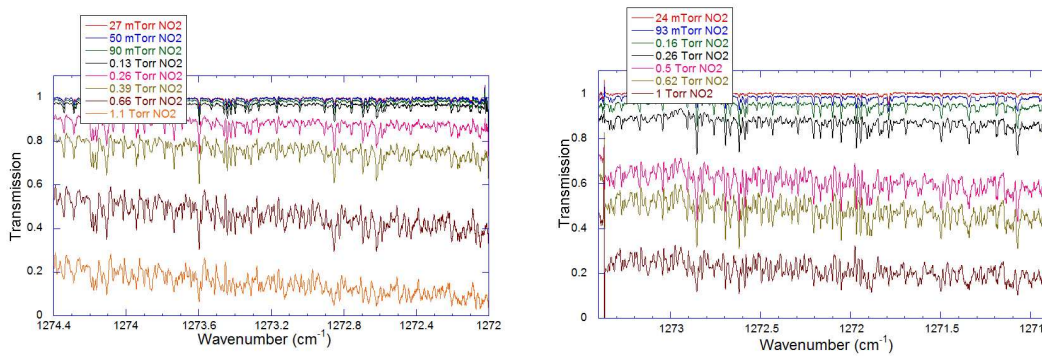 27 mTorr NO2
50 mTorr NO2
90 mTorr NO2
0.13 Torr NO2
0.26 Torr NO2
0.39 Torr NO2
0.66 Torr NO2
1.1 Torr NO2
1
0.8
0.6
0.4
0.2
0
Transmission
1274.4
1274
1273.6
1273.2
1272.8
1272.4
1272
Wavenumber (cm⁻¹)
24 mTorr NO2
93 mTorr NO2
0.16 Torr NO2
0.26 Torr NO2
0.5 Torr NO2
0.62 Torr NO2
1 Torr NO2
1
0.8
0.6
0.4
0.2
0
Transmission
1273
1272.5
1272
1271.5
1271
Wavenumber (cm⁻¹)